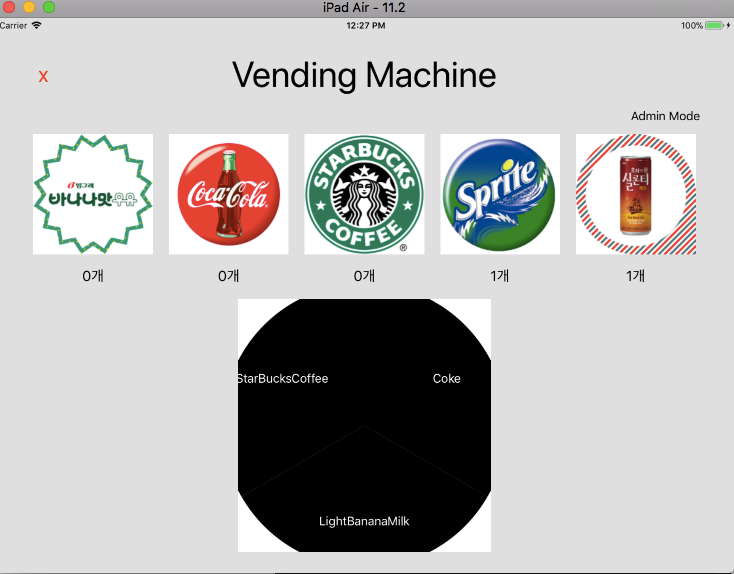 iPad Air - 11.2
Carrier
12:27 PM
100%
x
Vending Machine
Admin Mode
빙그레
바나나맛우유
Coca-Cola
STARBUCKS
COFFEE
®
Sprite
실론티
0개
0개
0개
1개
1개
StarBucksCoffee
Coke
LightBananaMilk